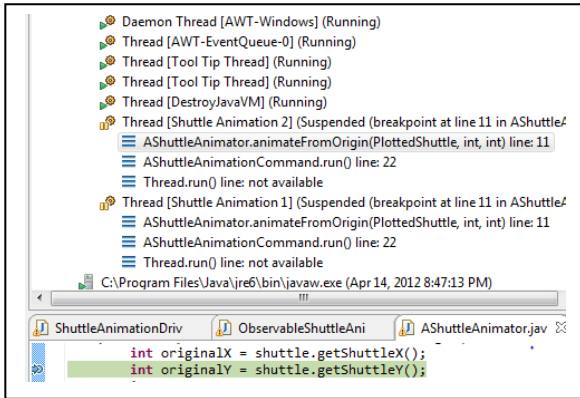 Daemon Thread [AWT-Windows] (Running)
Thread [AWT-EventQueue-0] (Running)
Thread [Tool Tip Thread] (Running)
Thread [Tool Tip Thread] (Running)
Thread [DestroyJavaVM] (Running)
Thread [Shuttle Animation 2] (Suspended (breakpoint at line 11 in AShuttleA
AShuttleAnimator.animateFromOrigin(PlottedShuttle, int, int) line: 11
AShuttleAnimationCommand.run() line: 22
Thread.run() line: not available
Thread [Shuttle Animation 1] (Suspended (breakpoint at line 11 in AShuttleA
AShuttleAnimator.animateFromOrigin(PlottedShuttle, int, int) line: 11
AShuttleAnimationCommand.run() line: 22
Thread.run() line: not available
C:\Program Files\Java\jre6\bin\javaw.exe (Apr 14, 2012 8:47:13 PM)
ShuttleAnimationDriv ObservableShuttleAni AShuttleAnimator.jav
int originalX = shuttle.getShuttleX();
int originalY = shuttle.getShuttleY();